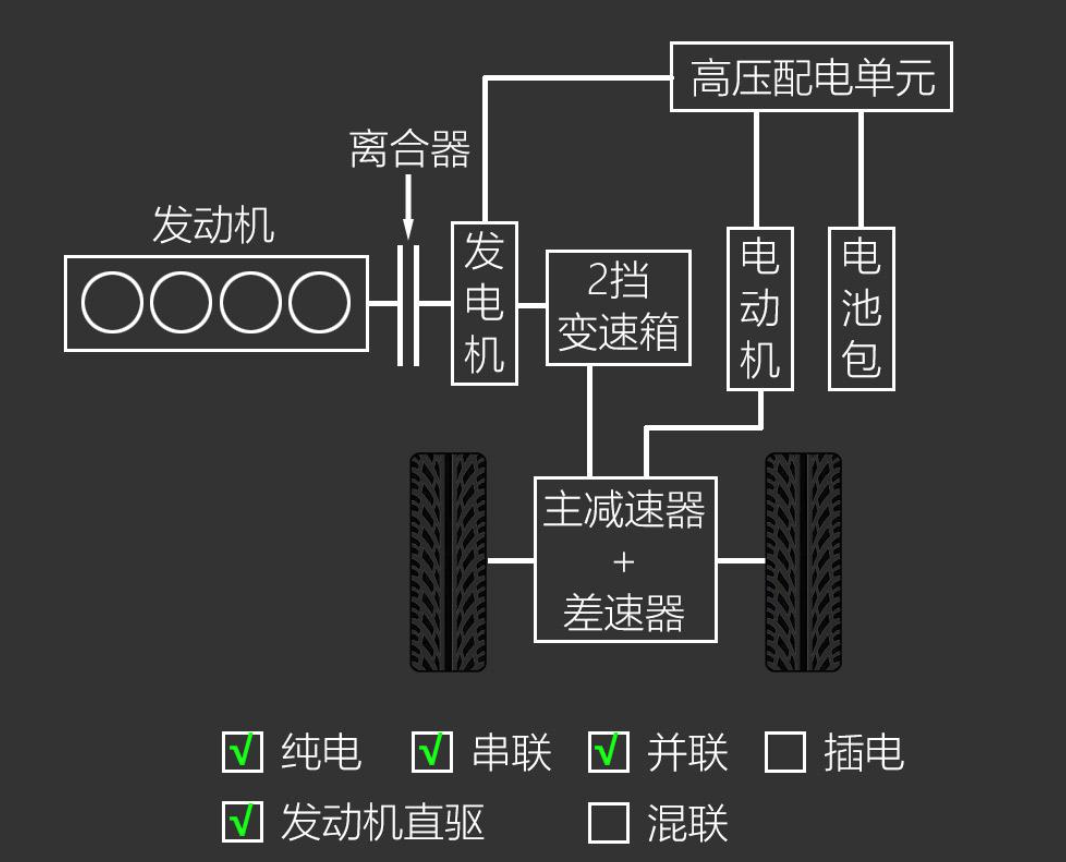 高压配电单元
离合器
发动机
发电机
2挡
变速箱
电动机
电池包
主减速器
+
差速器
√ 纯电 √ 串联 √ 并联 插电
√ 发动机直驱 混联